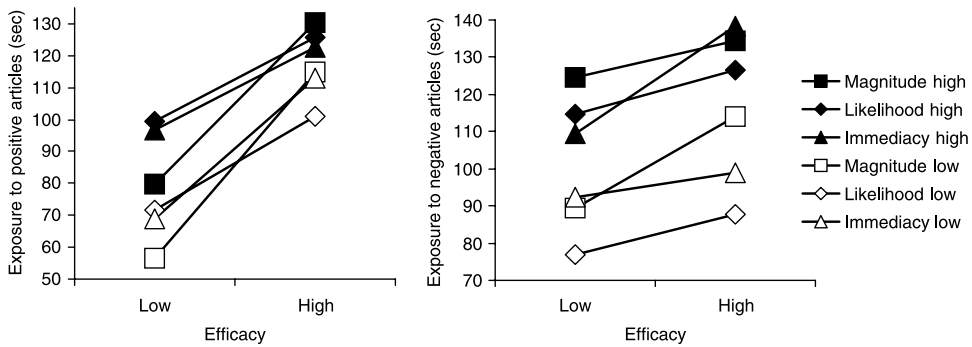 Exposure to positive articles (sec)
130
120
110
100
90
80
70
60
50
Low
High
Efficacy
Exposure to negative articles (sec)
140
130
120
110
100
90
80
70
Low
High
Efficacy
Magnitude high
Likelihood high
Immediacy high
Magnitude low
Likelihood low
Immediacy low